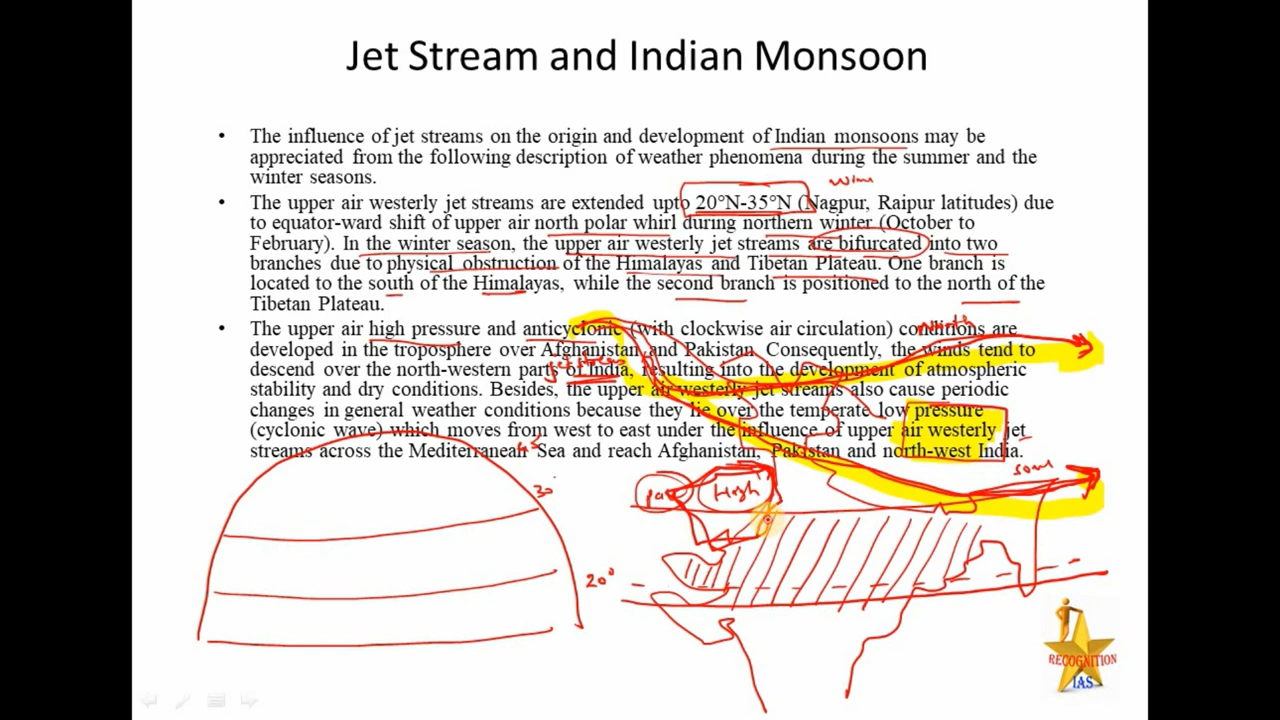 Jet Stream and Indian Monsoon
• The influence of jet streams on the origin and development of Indian monsoons may be
appreciated from the following description of weather phenomena during the summer and the
winter seasons.
• The upper air westerly jet streams are extended upto 20°N-35°N (Nagpur, Raipur latitudes) due
to equator-ward shift of upper air north polar whirl during northern winter (October to
February). In the winter season, the upper air westerly jet streams are bifurcated into two
branches due to physical obstruction of the Himalayas and Tibetan Plateau. One branch is
located to the south of the Himalayas, while the second branch is positioned to the north of the
Tibetan Plateau.
• The upper air high pressure and anticyclonic (with clockwise air circulation) conditions are
developed in the troposphere over Afghanistan and Pakistan. Consequently, the winds tend to
descend over the north-western parts of India, resulting into the development of atmospheric
stability and dry conditions. Besides, the upper air westerly jet streams also cause periodic
changes in general weather conditions because they lie over the temperate low pressure
(cyclonic wave) which moves from west to east under the influence of upper air westerly jet
streams across the Mediterranean Sea and reach Afghanistan, Pakistan and north-west India.
North
Jet stream
45
30
High
20°
RECOGNITION
IAS